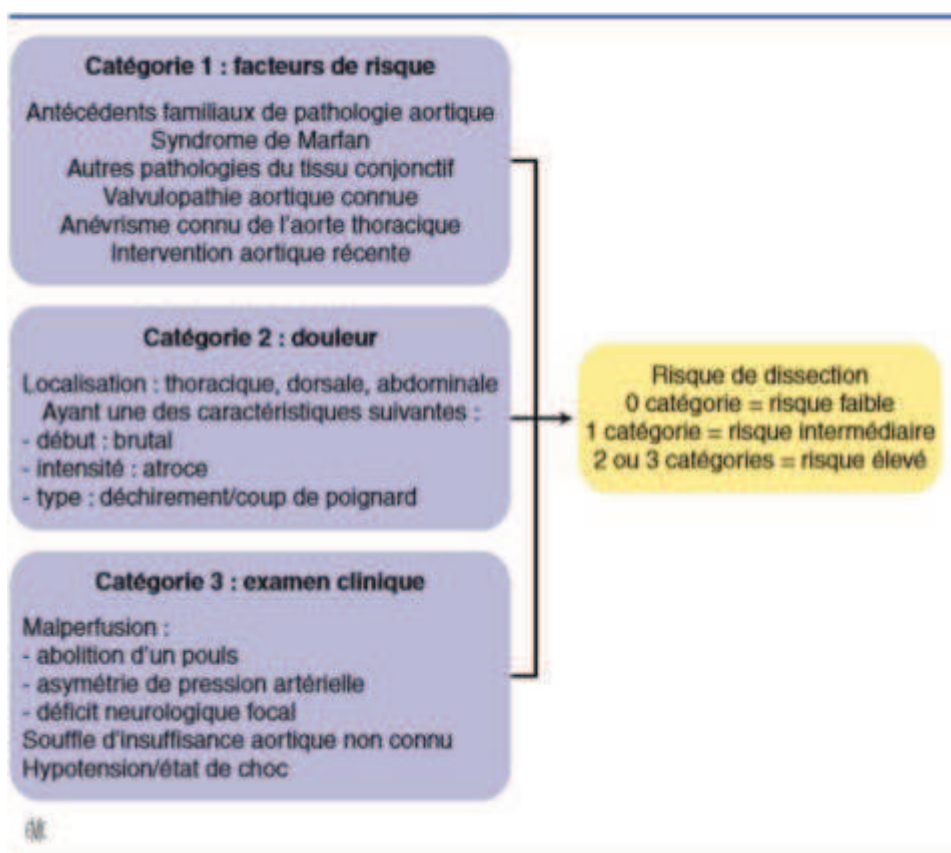 Catégorie 1 : facteurs de risque
Antécédents familiaux de pathologie aortique
Syndrome de Marfan
Autres pathologies du tissu conjonctif
Valvulopathie aortique connue
Anévrisme connu de l'aorte thoracique
Intervention aortique récente
Catégorie 2 : douleur
Localisation : thoracique, dorsale, abdominale
Ayant une des caractéristiques suivantes :
- début : brutal
- intensité : atroce
- type : déchirement/coup de poignard
Catégorie 3 : examen clinique
Malperfusion :
- abolition d'un pouls
- asymétrie de pression artérielle
- déficit neurologique focal
Souffle d'insuffisance aortique non connu
Hypotension/état de choc
Risque de dissection
0 catégorie = risque faible
1 catégorie = risque intermédiaire
2 ou 3 catégories = risque élevé